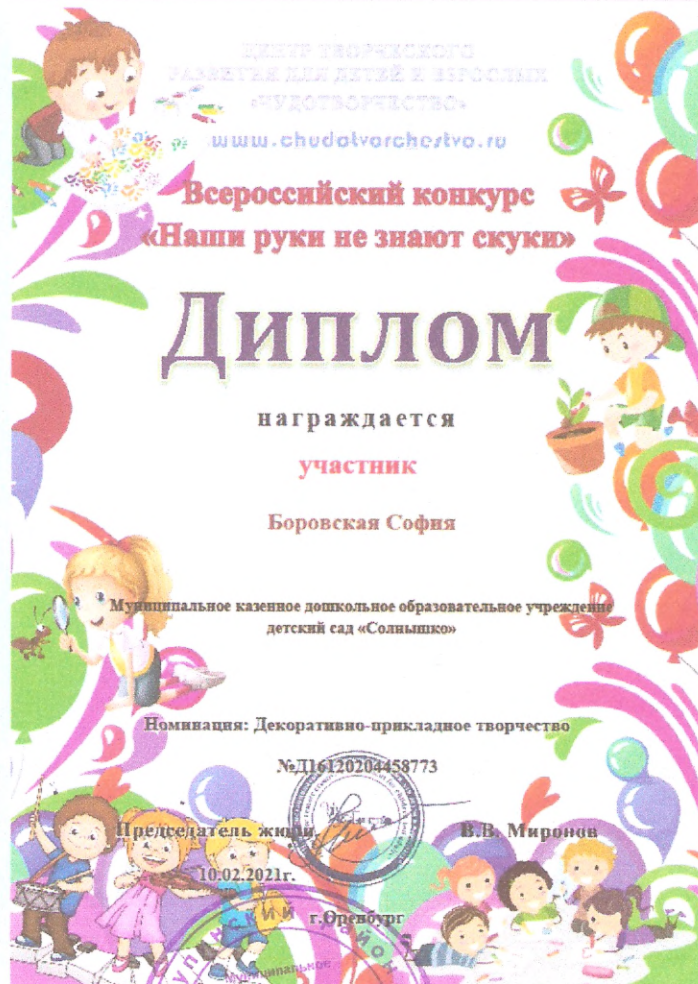 ЦЕНТР ТВОРЧЕСКОГО
РАЗВИТИЯ ДЛЯ ДЕТЕЙ И ВЗРОСЛЫХ
«ЧУДОТВОРЧЕСТВО»
www.chudotvorchestvo.ru
Всероссийский конкурс
«Наши руки не знают скуки»
Диплом
награждается
участник
Боровская София
Муниципальное казенное дошкольное образовательное учреждение
детский сад «Солнышко»
Номинация: Декоративно-прикладное творчество
№Д16120204458773
Председатель жюри
В.В. Миронов
10.02.2021г.
г.Оренбург
РАЙОН
Муниципальное